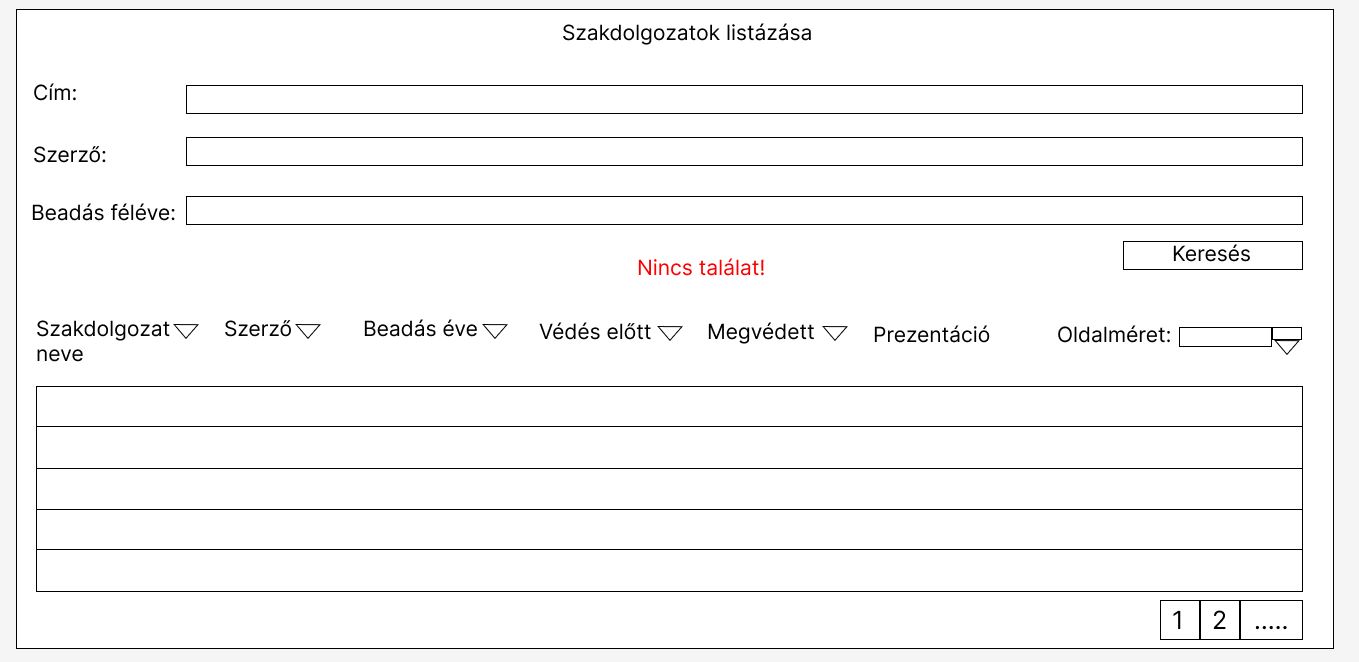 Szakdolgozatok listázása
Cím:
Szerző:
Beadás féléve:
Keresés
Nincs találat!
Szakdolgozat
neve
Szerző
Beadás éve
Védés előtt
Megvédett
Prezentáció
Oldalméret:
1 2 .....